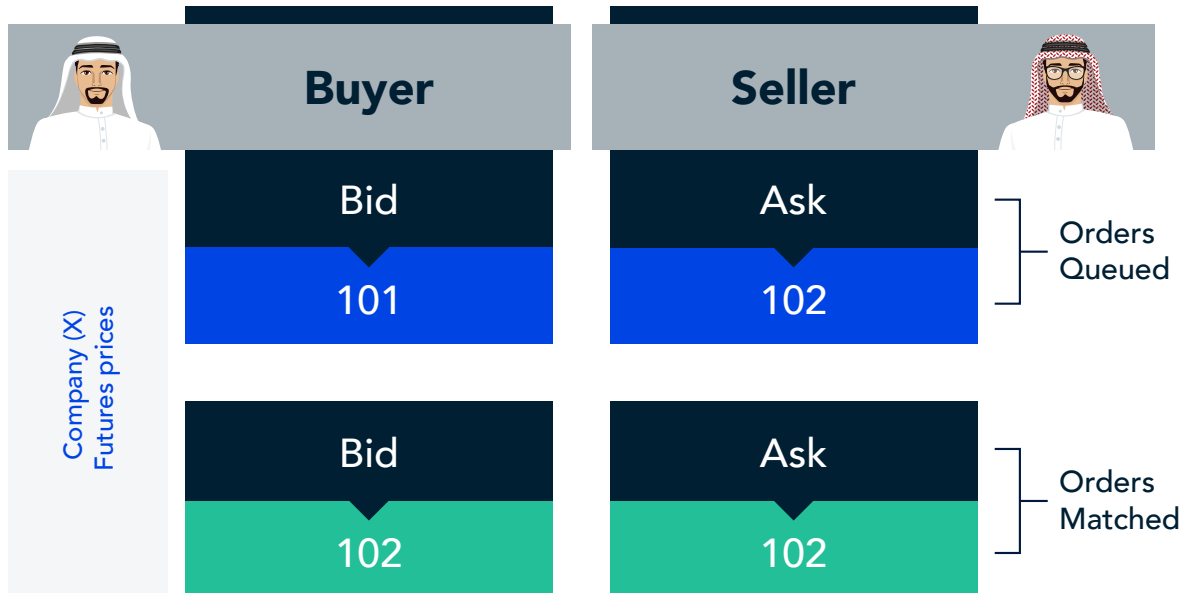 Buyer
Seller
Bid
Ask
101
102
Orders
Queued
Company (X)
Futures prices
Bid
Ask
102
102
Orders
Matched